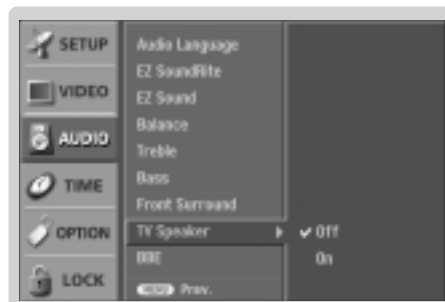 SETUP
VIDEO
AUDIO
TIME
OPTION
LOCK
Audio Language
EZ SoundRite
EZ Sound
Balance
Treble
Bass
Front Surround
TV Speaker
BBE
MENU Prev.
Off
On